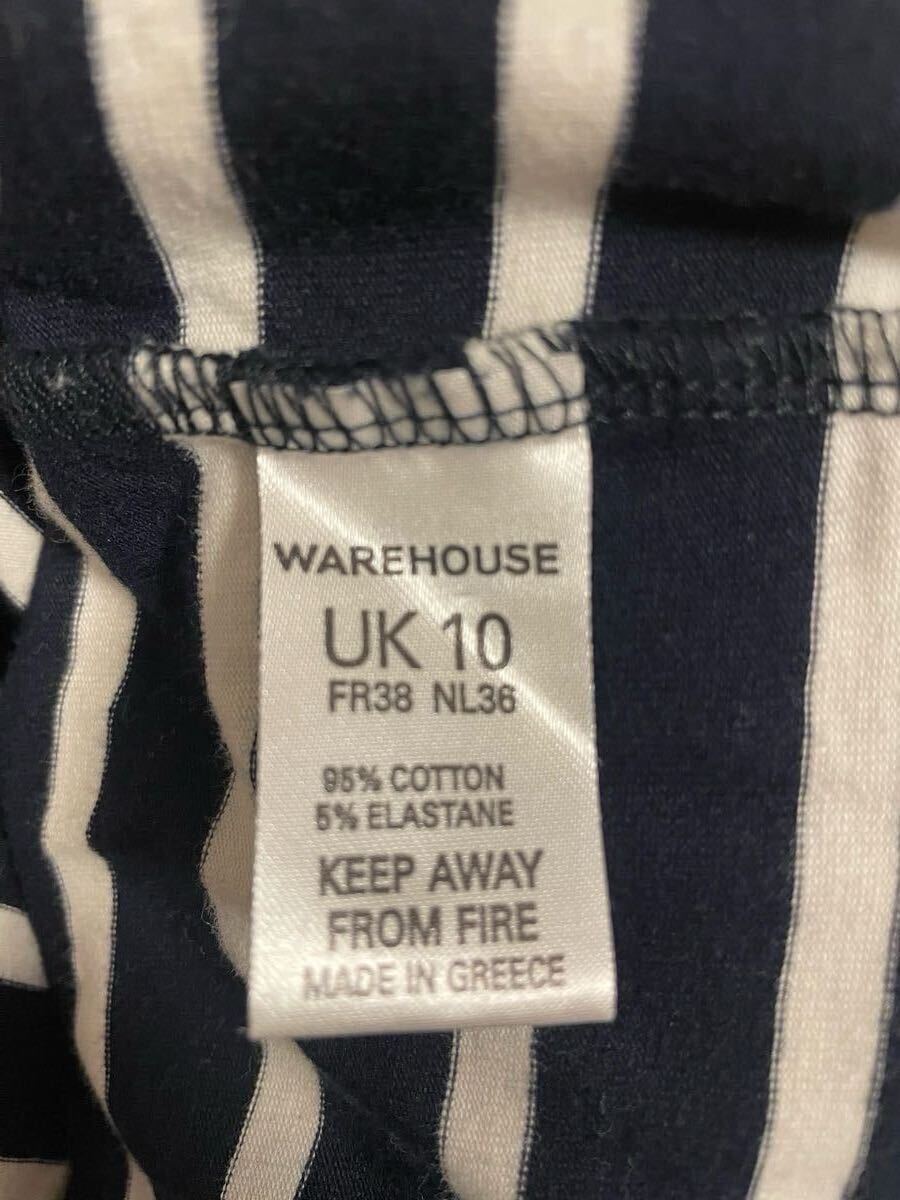 WAREHOUSE
UK 10
FR38 NL36
95% COTTON
5% ELASTANE
KEEP AWAY
FROM FIRE
MADE IN GREECE